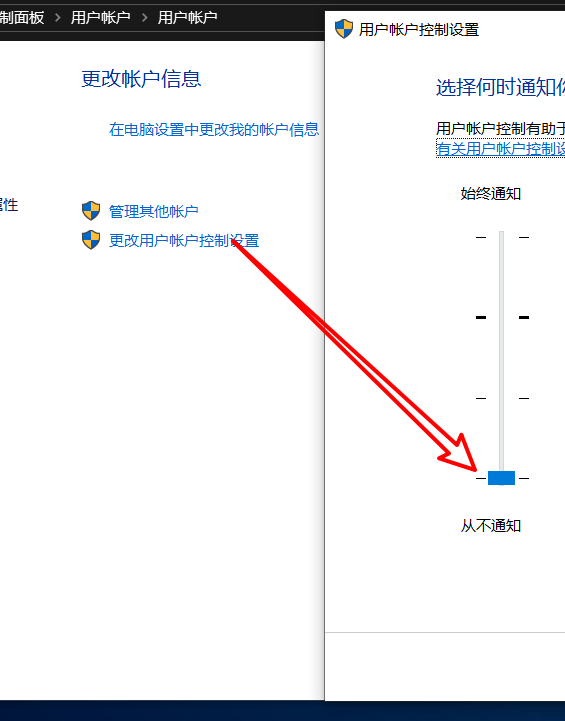 制面板 > 用户帐户 > 用户帐户
更改帐户信息
在电脑设置中更改我的帐户信息
属性
管理其他帐户
更改用户帐户控制设置
用户帐户控制设置
选择何时通知你
用户帐户控制有助于
有关用户帐户控制设
始终通知
从不通知